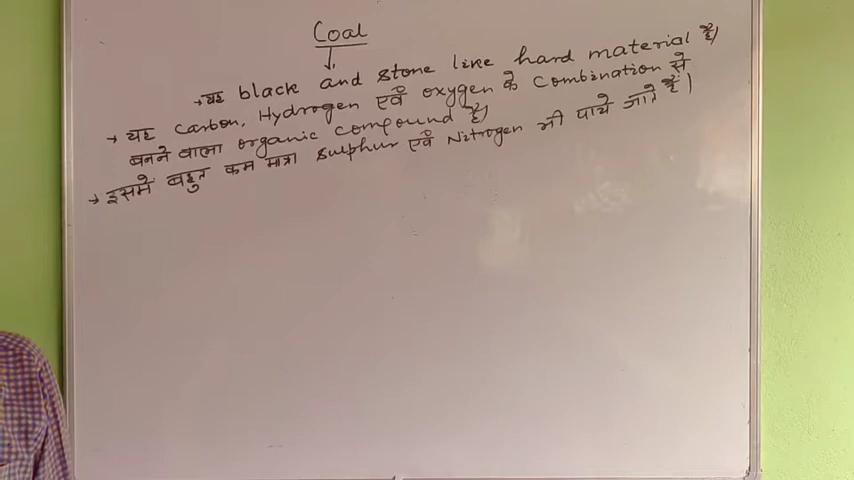 Coal
→यह black and stone like hard material है।
→ यह Carbon, Hydrogen एवं oxygen के Combination से
बनने वाला organic compound है।
→ इसमे बहुत कम मात्रा Sulphur एवं Nitrogen भी पाये जाते हैं।